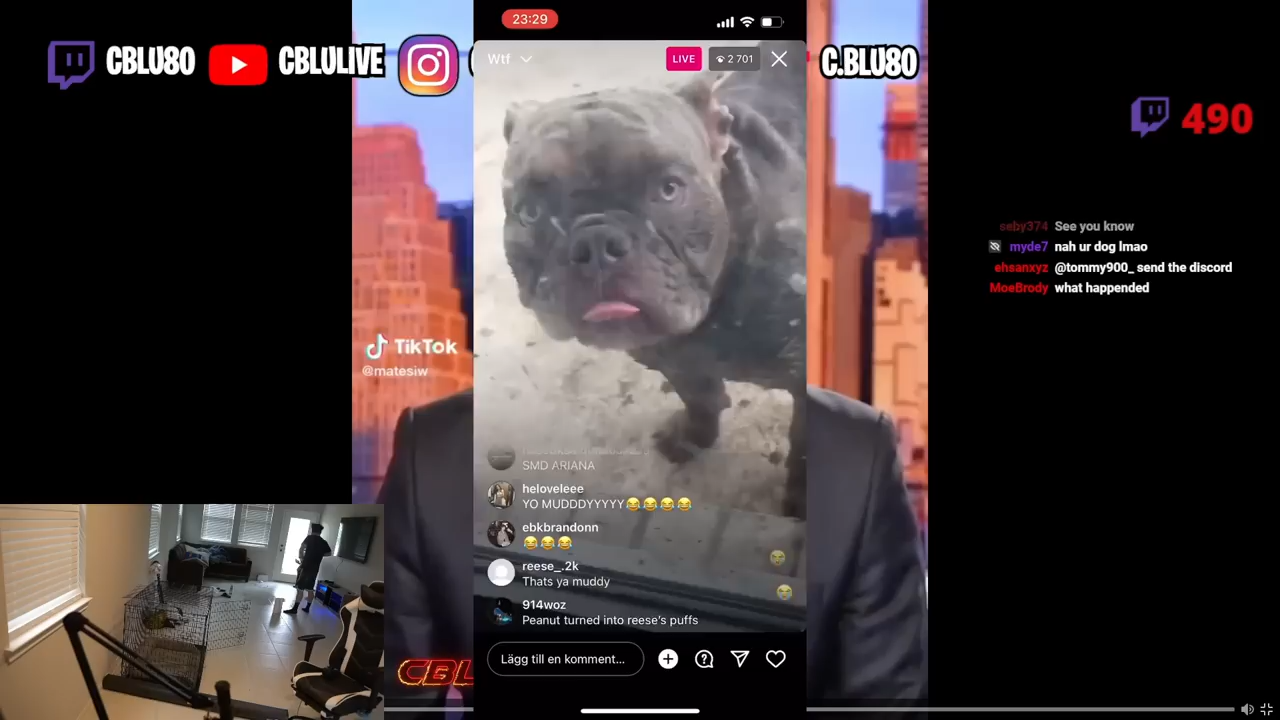 CBLU80
CBLULIVE
C.BLU80
23:29
Wtf
LIVE
2 701
490
seby374 See you know
myde7 nah ur dog lmao
ehsanxyz @tommy900_ send the discord
MoeBrody what happended
TikTok
@matesiw
SMD ARIANA
heloveleee
YO MUDDDYYYYY😂😂😂😂
ebkbrandonn
😂😂😂
reese_.2k
Thats ya muddy
914woz
Peanut turned into reese's puffs
Lägg till en komment...
CBL